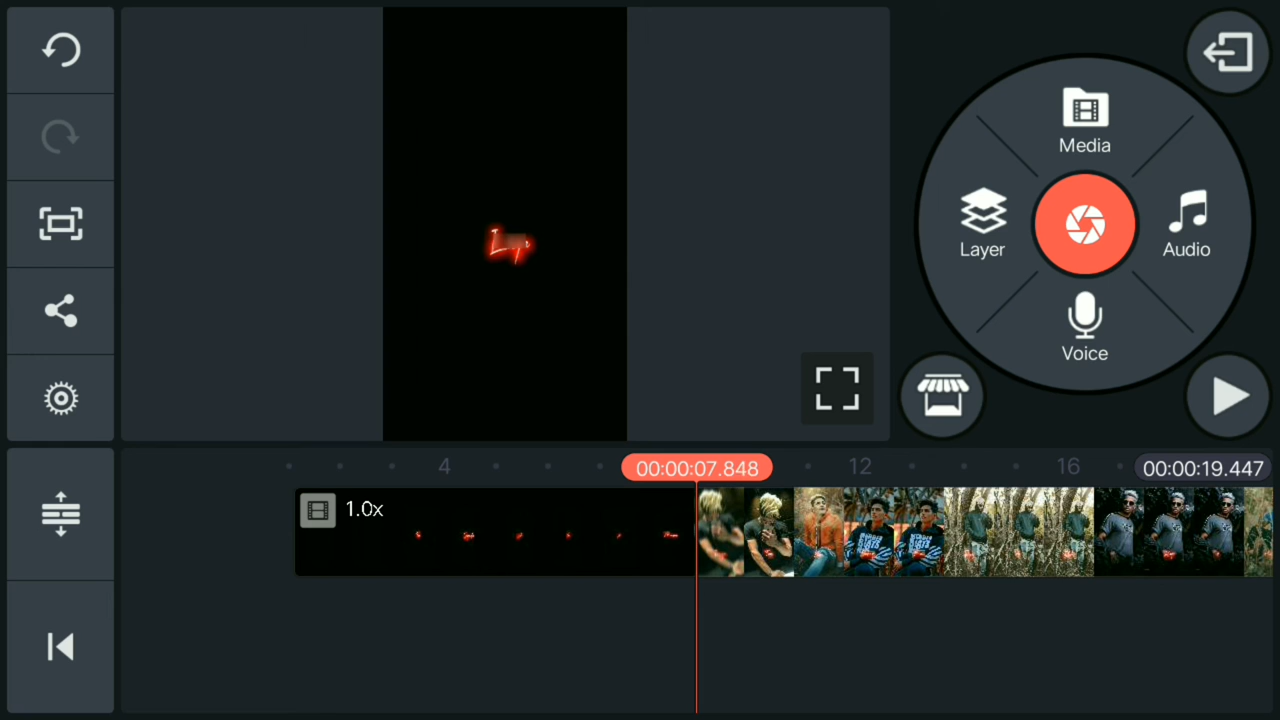 Media
Layer
Audio
Voice
4
00:00:07.848
12
16
00:00:19.447
1.0x